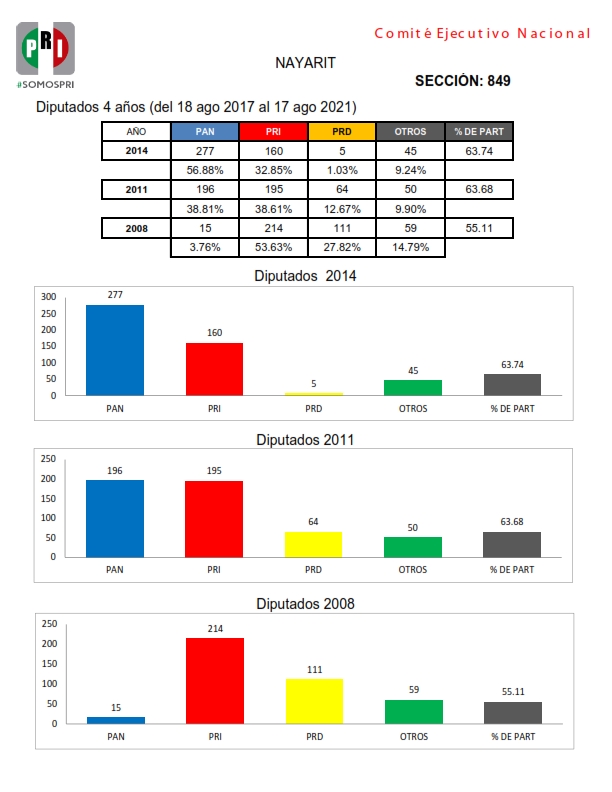 Comité Ejecutivo Nacional
PRI
#SOMOSPRI
NAYARIT
SECCIÓN: 849
Diputados 4 años (del 18 ago 2017 al 17 ago 2021)
AÑO PAN PRI PRD OTROS % DE PART
2014 277 160 5 45 63.74
56.88% 32.85% 1.03% 9.24%
2011 196 195 64 50 63.68
38.81% 38.61% 12.67% 9.90%
2008 15 214 111 59 55.11
3.76% 53.63% 27.82% 14.79%
Diputados 2014
300
250
200
150
100
50
0
277
160
5
45
63.74
PAN PRI PRD OTROS % DE PART
Diputados 2011
250
200
150
100
50
0
196
195
64
50
63.68
PAN PRI PRD OTROS % DE PART
Diputados 2008
250
200
150
100
50
0
15
214
111
59
55.11
PAN PRI PRD OTROS % DE PART